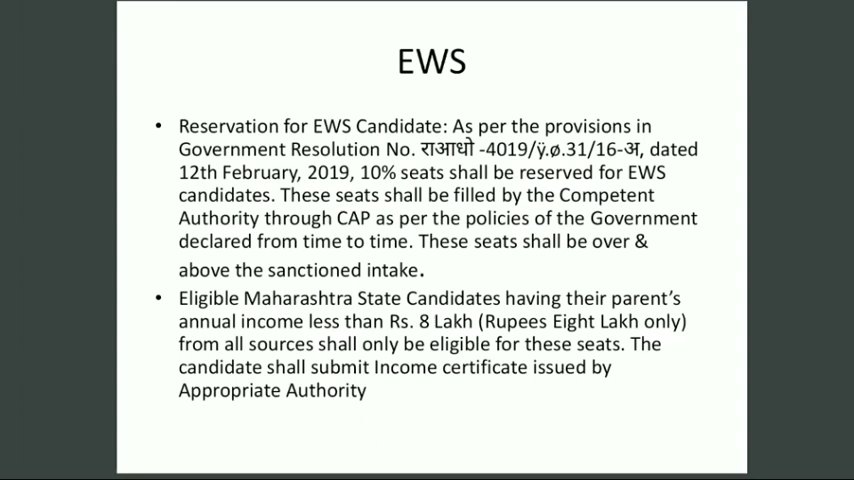 EWS
• Reservation for EWS Candidate: As per the provisions in
Government Resolution No. राआधो -4019/ÿ.ø.31/16-अ, dated
12th February, 2019, 10% seats shall be reserved for EWS
candidates. These seats shall be filled by the Competent
Authority through CAP as per the policies of the Government
declared from time to time. These seats shall be over &
above the sanctioned intake.
• Eligible Maharashtra State Candidates having their parent's
annual income less than Rs. 8 Lakh (Rupees Eight Lakh only)
from all sources shall only be eligible for these seats. The
candidate shall submit Income certificate issued by
Appropriate Authority